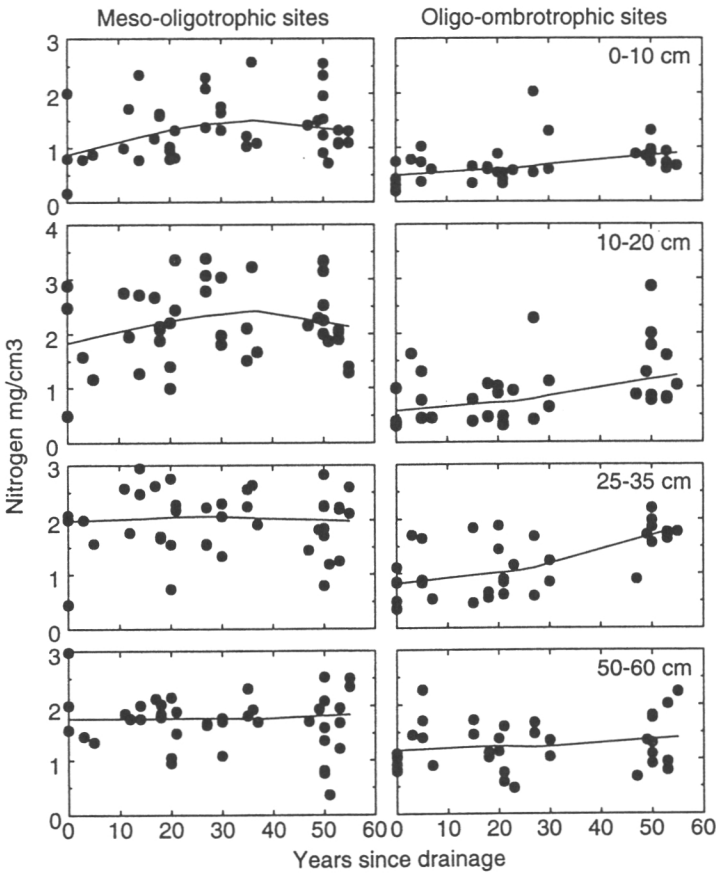 Meso-oligotrophic sites
Oligo-ombrotrophic sites
Nitrogen mg/cm3
3
2
1
0
0-10 cm
4
3
2
1
0
10-20 cm
3
2
1
0
25-35 cm
3
2
1
0
50-60 cm
0 10 20 30 40 50 60 0 10 20 30 40 50 60
Years since drainage